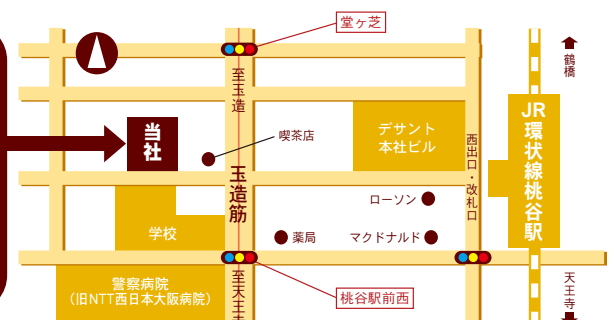 堂ヶ芝
至玉造
鶴橋
当社
喫茶店
デサント
本社ビル
JR環状線桃谷駅
西出口・改札口
玉造筋
ローソン
学校
薬局
マクドナルド
警察病院
(旧NTT西日本大阪病院)
至天王寺
桃谷駅前西
天王寺